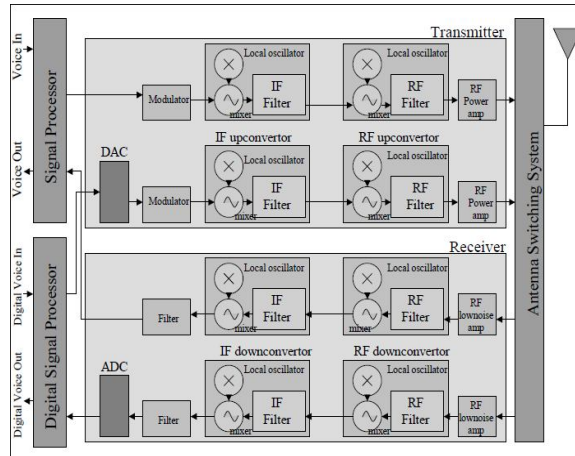 Transmitter
Voice In
Voice Out
Signal Processor
Modulator
Local oscillator
mixer
IF
Filter
Local oscillator
mixer
RF
Filter
RF
Power
amp
DAC
IF upconvertor
RF upconvertor
Modulator
Local oscillator
mixer
IF
Filter
Local oscillator
mixer
RF
Filter
RF
Power
amp
Antenna Switching System
Receiver
Digital Voice In
Digital Voice Out
Digital Signal Processor
Filter
Local oscillator
mixer
IF
Filter
Local oscillator
mixer
RF
Filter
RF
lownoise
amp
ADC
IF downconvertor
RF downconvertor
Filter
Local oscillator
mixer
IF
Filter
Local oscillator
mixer
RF
Filter
RF
lownoise
amp